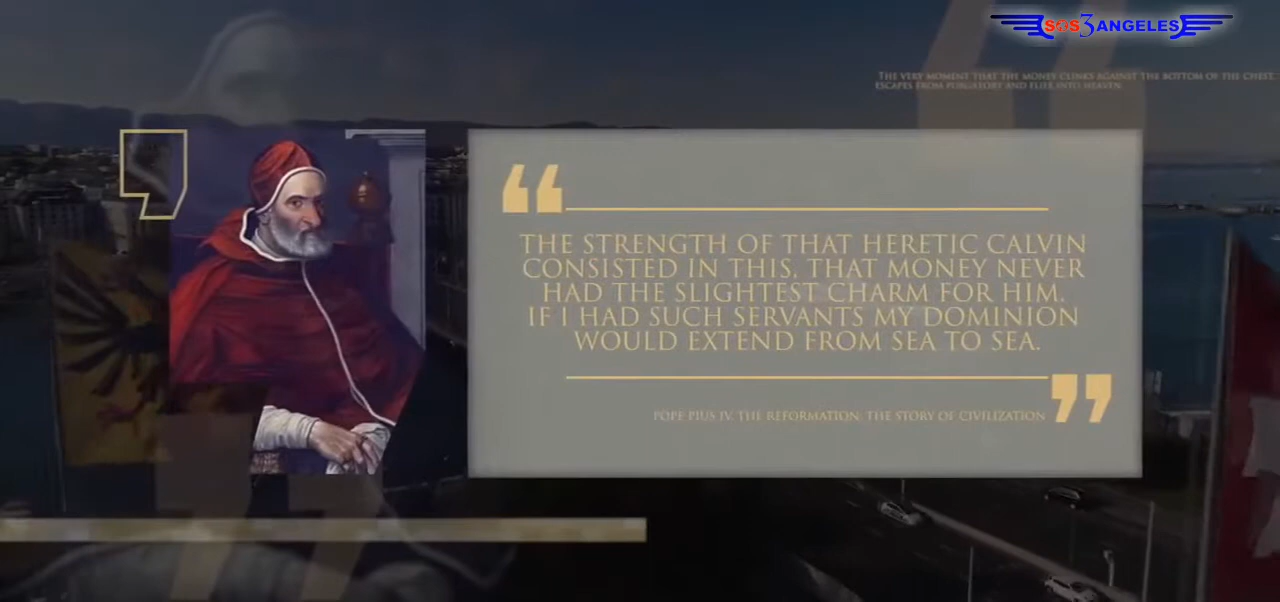 SOS3ANGELES
THE VERY MOMENT THAT THE MONEY CLINKS AGAINST THE BOTTOM OF THE CHEST,
ESCAPES FROM PURGATORY AND FLIES INTO HEAVEN.
THE STRENGTH OF THAT HERETIC CALVIN
CONSISTED IN THIS, THAT MONEY NEVER
HAD THE SLIGHTEST CHARM FOR HIM.
IF I HAD SUCH SERVANTS MY DOMINION
WOULD EXTEND FROM SEA TO SEA.
POPE PIUS IV, THE REFORMATION: THE STORY OF CIVILIZATION